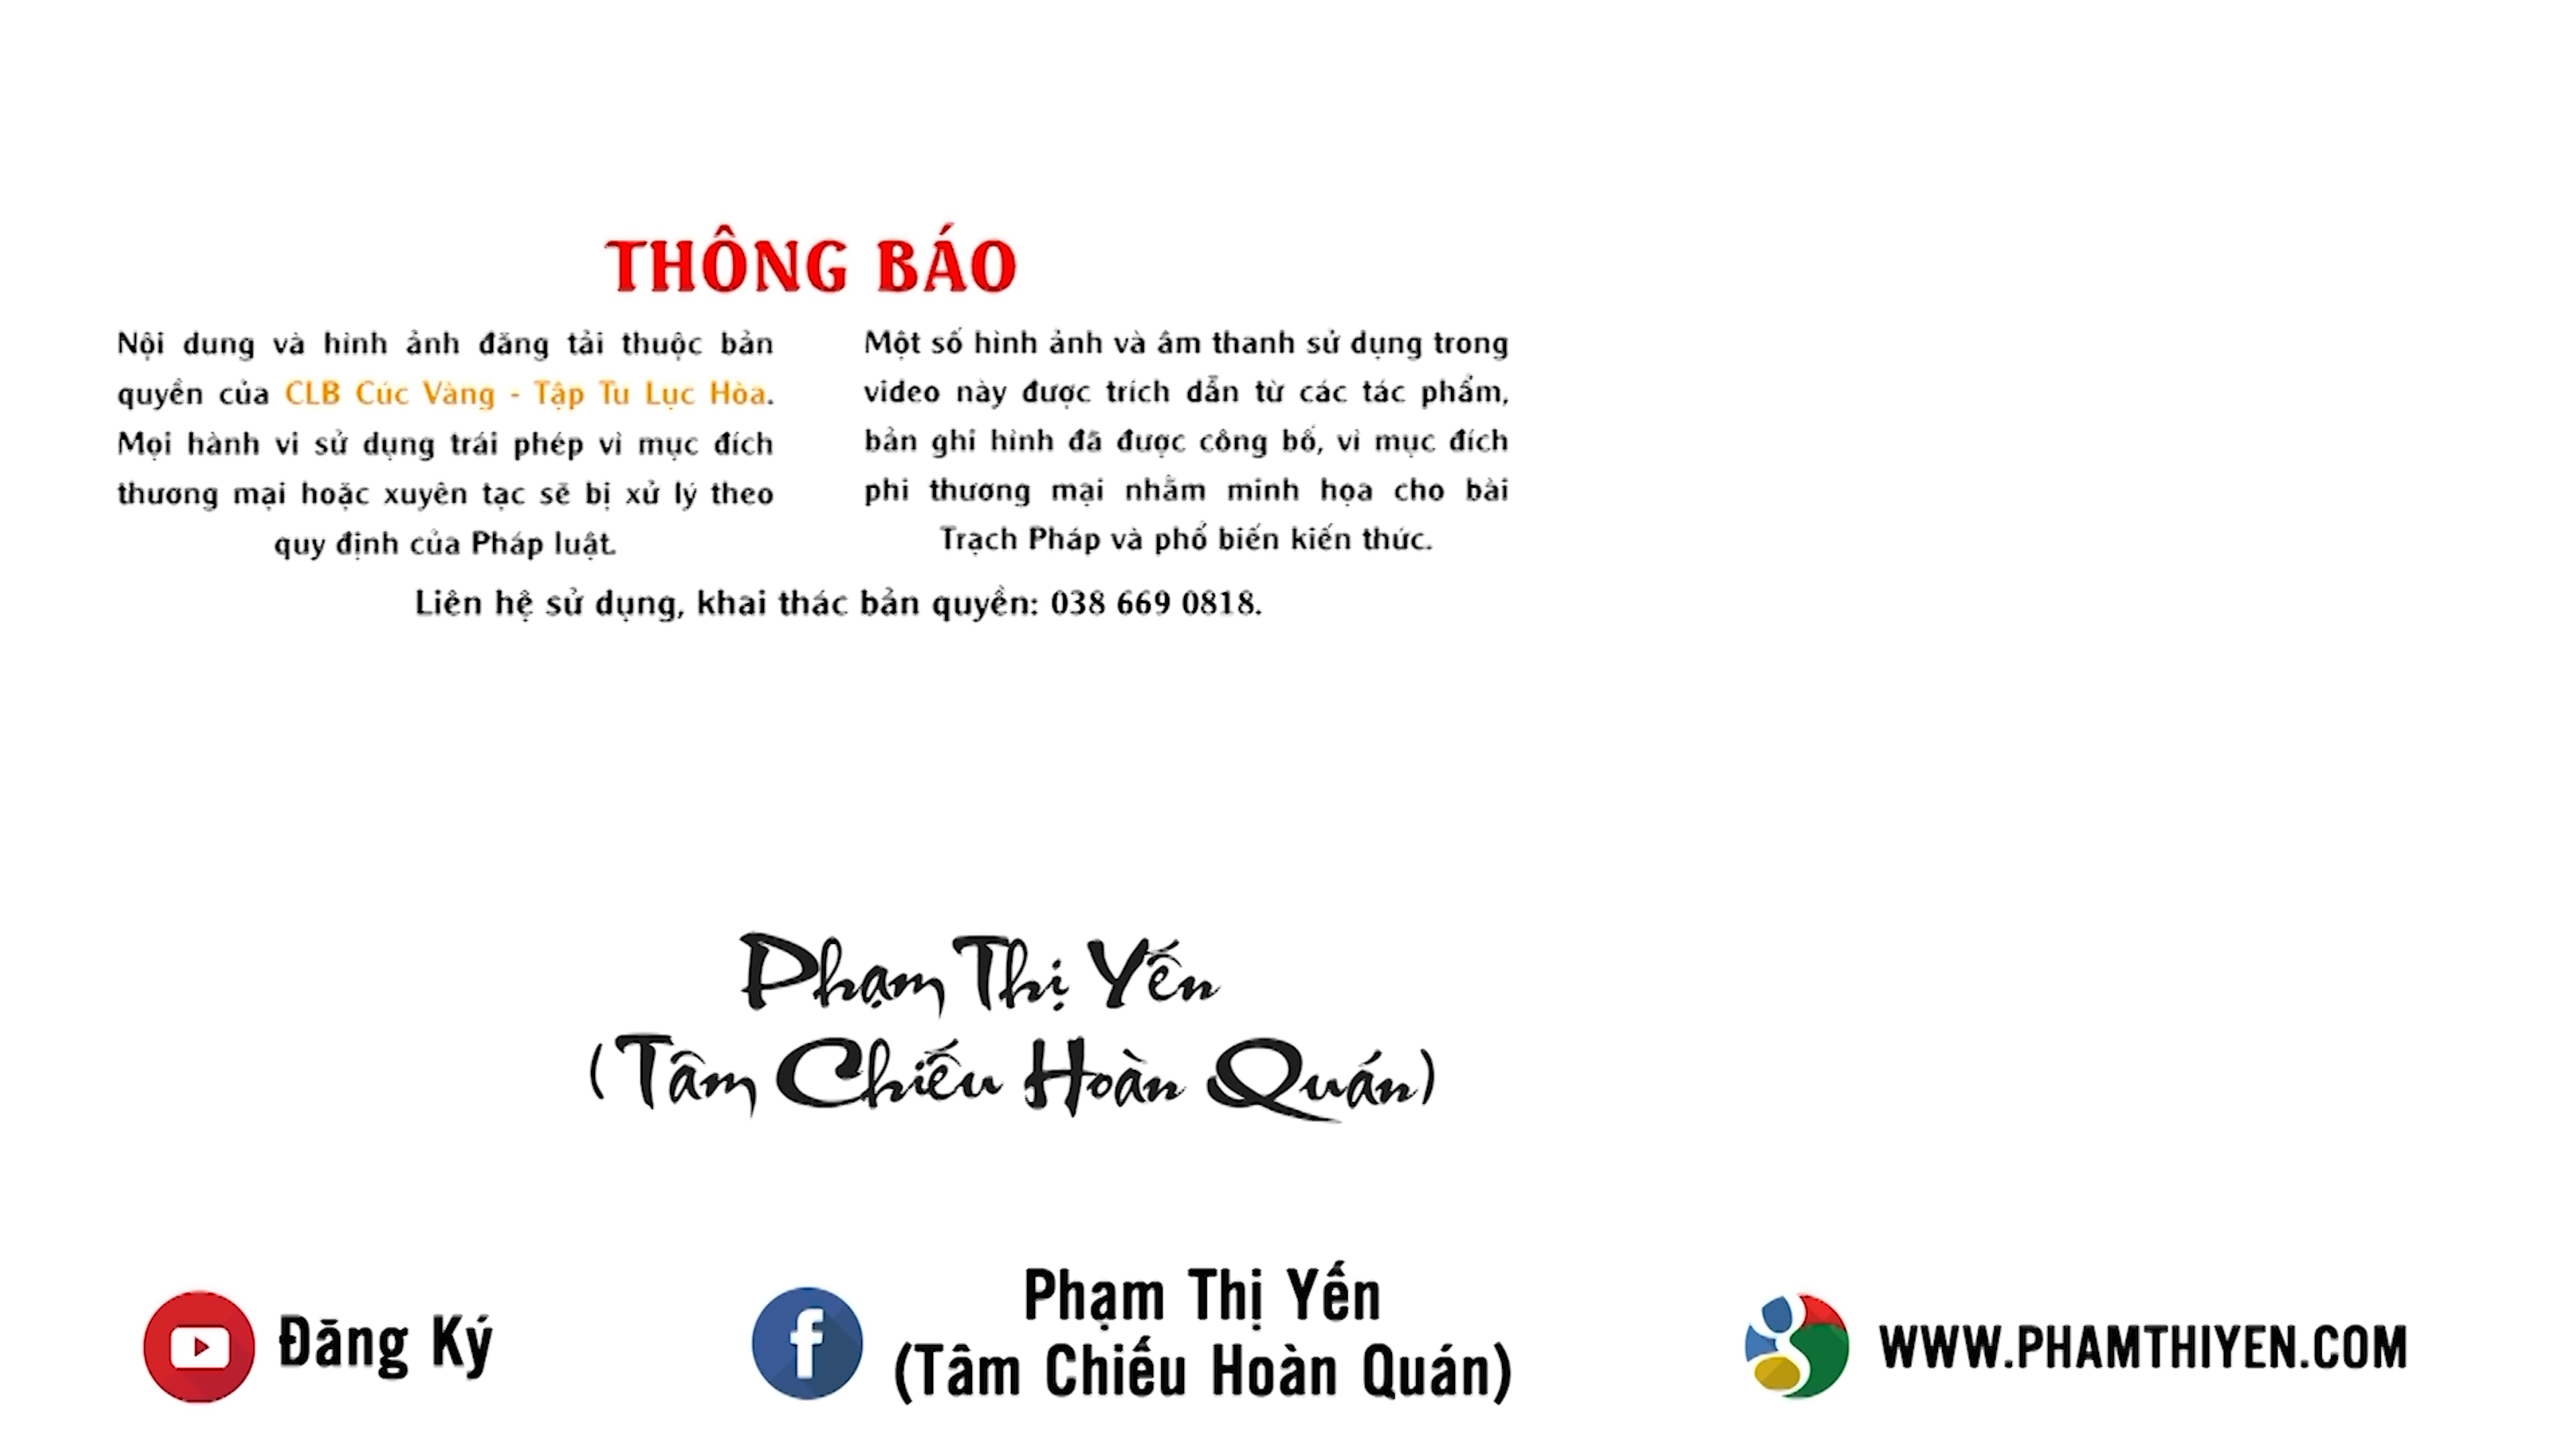 THÔNG BÁO
Nội dung và hình ảnh đăng tải thuộc bản
quyền của CLB Cúc Vàng - Tập Tu Lục Hòa.
Mọi hành vi sử dụng trái phép vì mục đích
thương mại hoặc xuyên tạc sẽ bị xử lý theo
quy định của Pháp luật.
Một số hình ảnh và âm thanh sử dụng trong
video này được trích dẫn từ các tác phẩm,
bản ghi hình đã được công bố, vì mục đích
phi thương mại nhằm minh họa cho bài
Trạch Pháp và phổ biến kiến thức.
Liên hệ sử dụng, khai thác bản quyền: 038 669 0818.
Phạm Thị Yến
(Tâm Chiếu Hoàn Quán)
Đăng Ký
Phạm Thị Yến
(Tâm Chiếu Hoàn Quán)
WWW.PHAMTHIYEN.COM